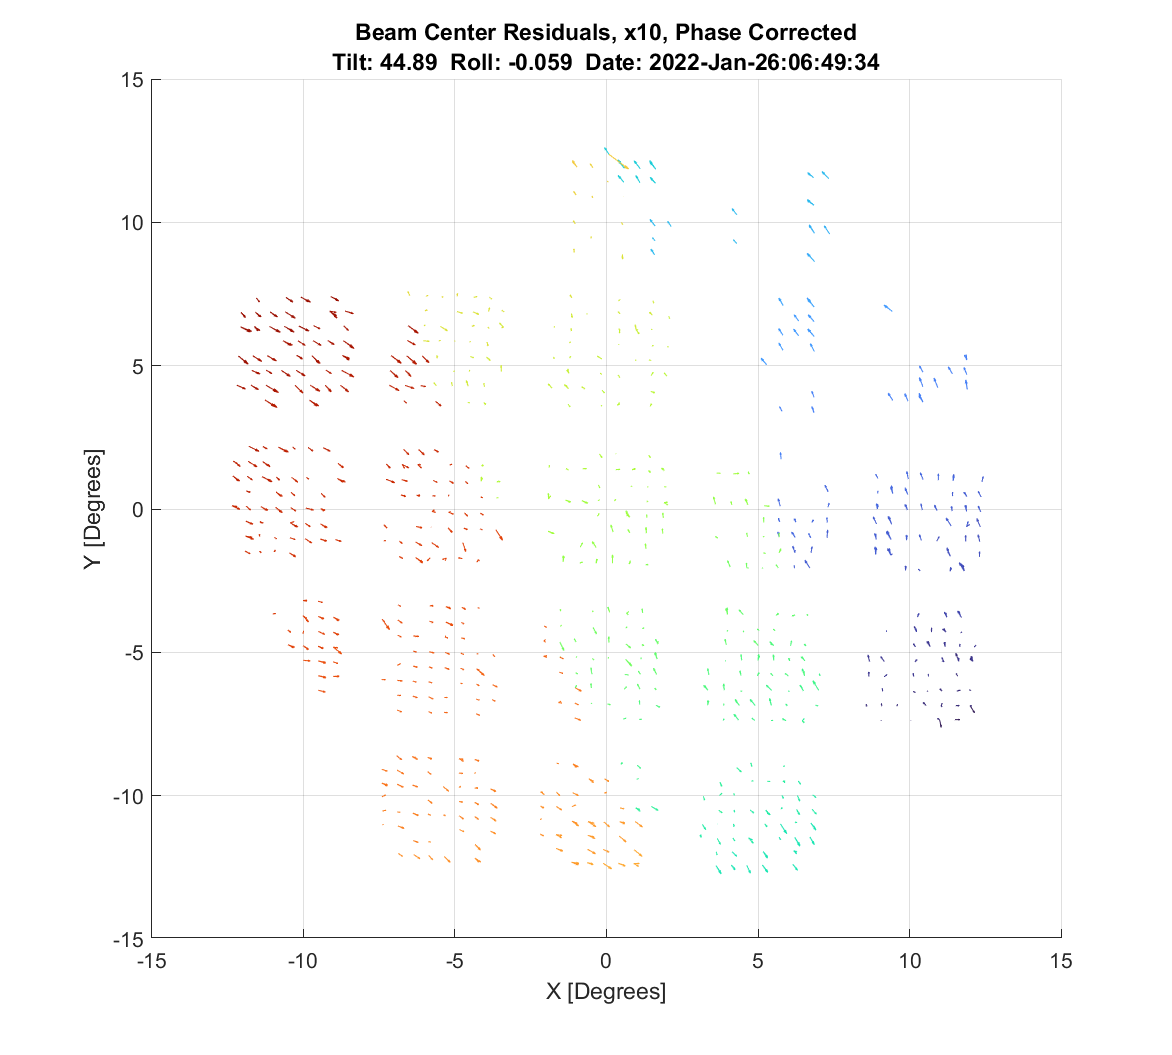 Beam Center Residuals, x10, Phase Corrected
Tilt: 44.89 Roll: -0.059 Date: 2022-Jan-26:06:49:34
15
10
5
0
-5
-10
-15
Y [Degrees]
-15 -10 -5 0 5 10 15
X [Degrees]